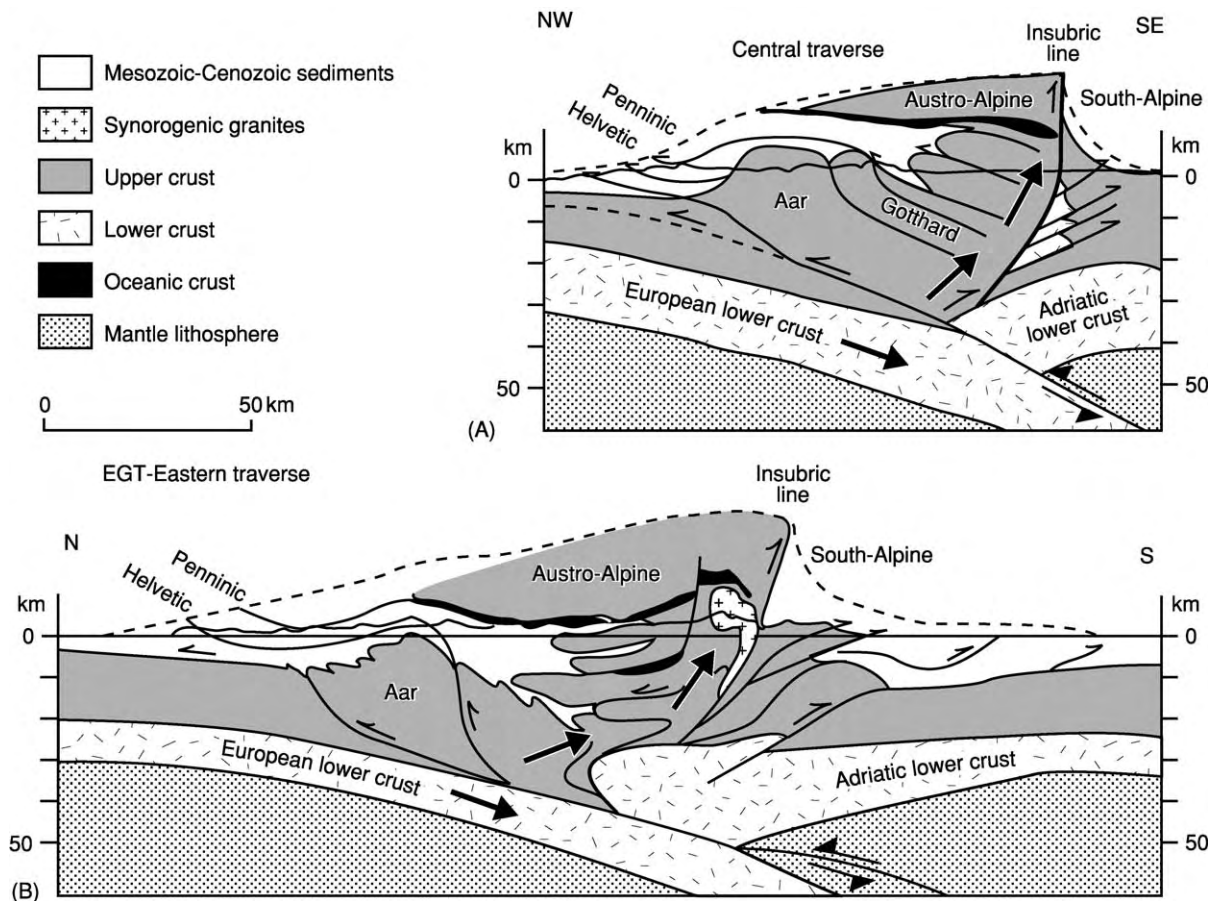 Mesozoic-Cenozoic sediments
Synorogenic granites
Upper crust
Lower crust
Oceanic crust
Mantle lithosphere
0 50 km
NW
Central traverse
Insubric
line
SE
Penninic
Helvetic
Austro-Alpine
South-Alpine
km
km
0
0
Aar
Gotthard
European lower crust
Adriatic
lower crust
50
50
(A)
EGT-Eastern traverse
Insubric
line
N
Penninic
Helvetic
Austro-Alpine
South-Alpine
S
km
km
0
0
Aar
European lower crust
Adriatic lower crust
50
50
(B)